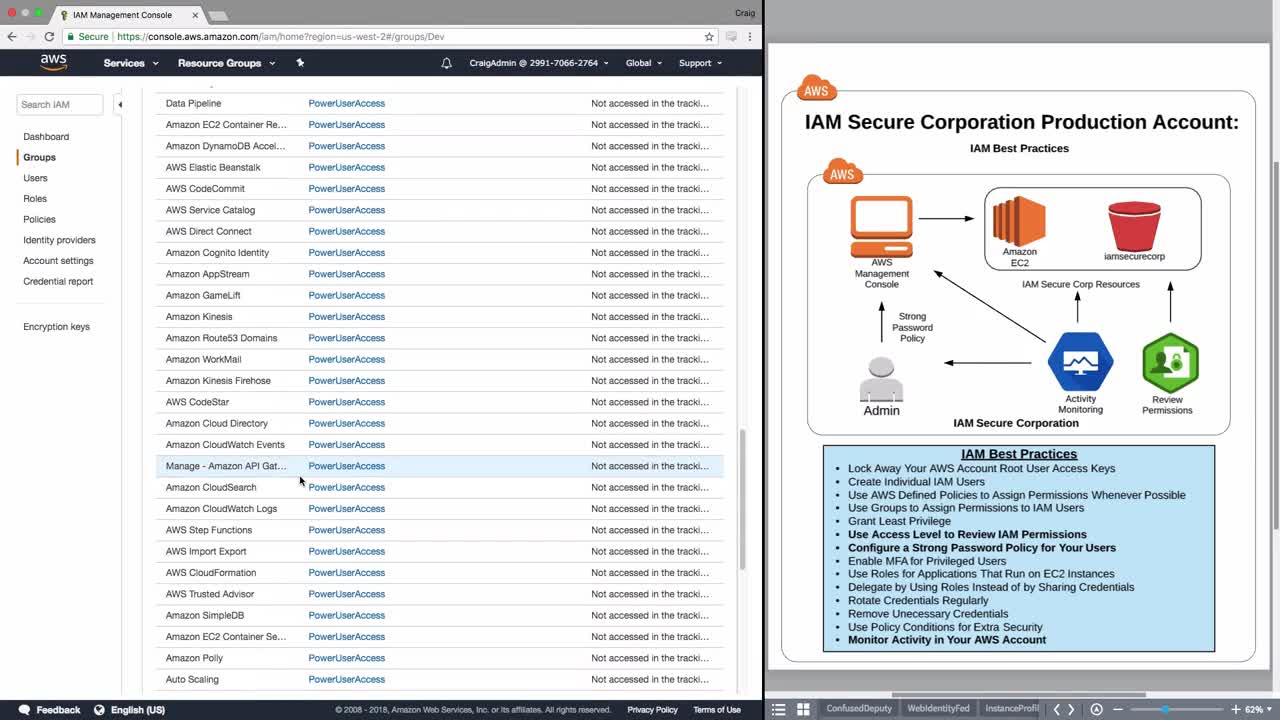 IAM Management Console
Craig
Secure https://console.aws.amazon.com/iam/home?region=us-west-2#/groups/Dev
aws
Services
Resource Groups
CraigAdmin @ 2991-7066-2764
Global
Support
Search IAM
Dashboard
Groups
Users
Roles
Policies
Identity providers
Account settings
Credential report
Encryption keys
Data Pipeline PowerUserAccess Not accessed in the tracki...
Amazon EC2 Container Re... PowerUserAccess Not accessed in the tracki...
Amazon DynamoDB Accel... PowerUserAccess Not accessed in the tracki...
AWS Elastic Beanstalk PowerUserAccess Not accessed in the tracki...
AWS CodeCommit PowerUserAccess Not accessed in the tracki...
AWS Service Catalog PowerUserAccess Not accessed in the tracki...
AWS Direct Connect PowerUserAccess Not accessed in the tracki...
Amazon Cognito Identity PowerUserAccess Not accessed in the tracki...
Amazon AppStream PowerUserAccess Not accessed in the tracki...
Amazon GameLift PowerUserAccess Not accessed in the tracki...
Amazon Kinesis PowerUserAccess Not accessed in the tracki...
Amazon Route53 Domains PowerUserAccess Not accessed in the tracki...
Amazon WorkMail PowerUserAccess Not accessed in the tracki...
Amazon Kinesis Firehose PowerUserAccess Not accessed in the tracki...
AWS CodeStar PowerUserAccess Not accessed in the tracki...
Amazon Cloud Directory PowerUserAccess Not accessed in the tracki...
Amazon CloudWatch Events PowerUserAccess Not accessed in the tracki...
Manage - Amazon API Gat... PowerUserAccess Not accessed in the tracki...
Amazon CloudSearch PowerUserAccess Not accessed in the tracki...
Amazon CloudWatch Logs PowerUserAccess Not accessed in the tracki...
AWS Step Functions PowerUserAccess Not accessed in the tracki...
AWS Import Export PowerUserAccess Not accessed in the tracki...
AWS CloudFormation PowerUserAccess Not accessed in the tracki...
AWS Trusted Advisor PowerUserAccess Not accessed in the tracki...
Amazon SimpleDB PowerUserAccess Not accessed in the tracki...
Amazon EC2 Container Se... PowerUserAccess Not accessed in the tracki...
Amazon Polly PowerUserAccess Not accessed in the tracki...
Auto Scaling PowerUserAccess Not accessed in the tracki...
Feedback
English (US)
© 2008 - 2018, Amazon Web Services, Inc. or its affiliates. All rights reserved.
Privacy Policy
Terms of Use
AWS
IAM Secure Corporation Production Account:
IAM Best Practices
AWS
AWS
Management
Console
Amazon
EC2
iamsecurecorp
IAM Secure Corp Resources
Strong
Password
Policy
Admin
Activity
Monitoring
Review
Permissions
IAM Secure Corporation
IAM Best Practices
• Lock Away Your AWS Account Root User Access Keys
• Create Individual IAM Users
• Use AWS Defined Policies to Assign Permissions Whenever Possible
• Use Groups to Assign Permissions to IAM Users
• Grant Least Privilege
• Use Access Level to Review IAM Permissions
• Configure a Strong Password Policy for Your Users
• Enable MFA for Privileged Users
• Use Roles for Applications That Run on EC2 Instances
• Delegate by Using Roles Instead of by Sharing Credentials
• Rotate Credentials Regularly
• Remove Unecessary Credentials
• Use Policy Conditions for Extra Security
• Monitor Activity in Your AWS Account
ConfusedDeputy
WebIdentityFed
InstanceProfi
62%